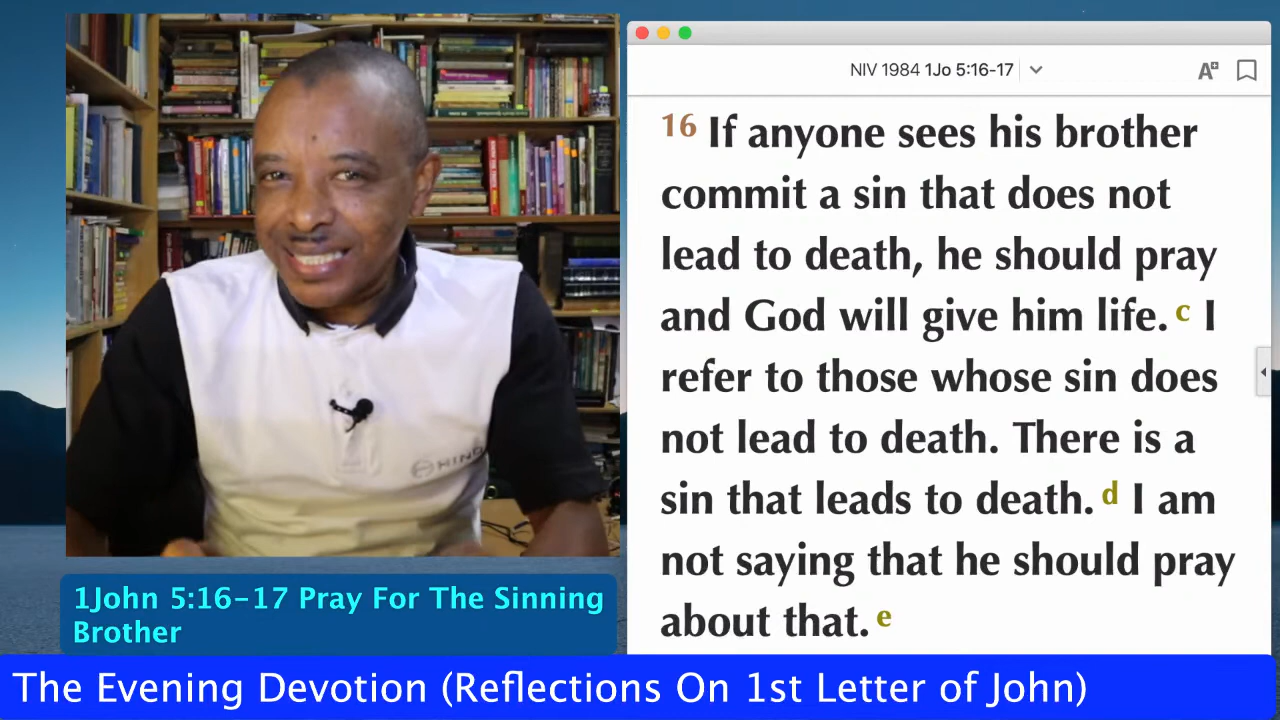 NIV 1984 1Jo 5:16-17
A
16 If anyone sees his brother
commit a sin that does not
lead to death, he should pray
and God will give him life. c I
refer to those whose sin does
not lead to death. There is a
sin that leads to death. d I am
not saying that he should pray
about that. e
HINO
1John 5:16-17 Pray For The Sinning
Brother
The Evening Devotion (Reflections On 1st Letter of John)